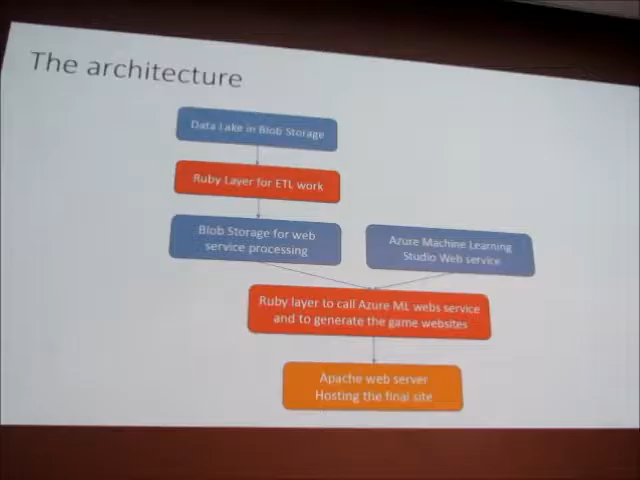 The architecture
Data Lake in Blob Storage
Ruby Layer for ETL work
Blob Storage for web
service processing
Azure Machine Learning
Studio Web service
Ruby layer to call Azure ML webs service
and to generate the game websites
Apache web server
Hosting the final site